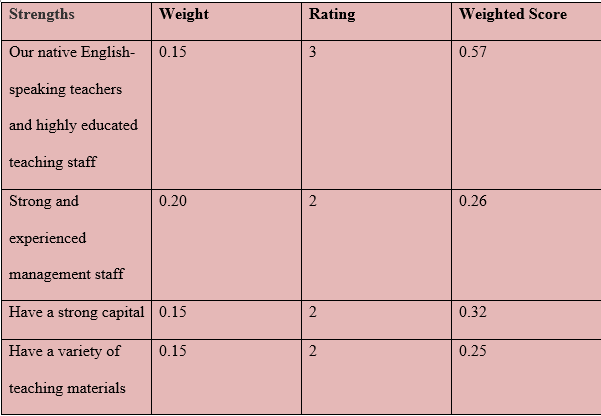 Strengths Weight Rating Weighted Score
Our native English- 0.15 3 0.57
speaking teachers
and highly educated
teaching staff
Strong and 0.20 2 0.26
experienced
management staff
Have a strong capital 0.15 2 0.32
Have a variety of 0.15 2 0.25
teaching materials